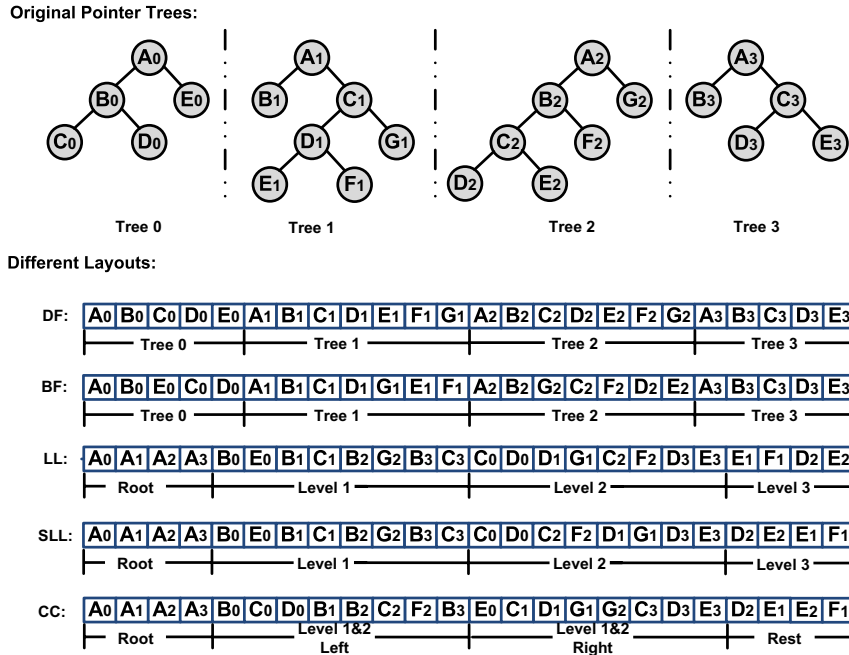 Original Pointer Trees:
A0 A1 A2 A3
B0 E0 B1 C1 B2 G2 B3 C3
C0 D0 D1 G1 C2 F2 D3 E3
E1 F1 D2 E2
Tree 0 Tree 1 Tree 2 Tree 3
Different Layouts:
DF: A0 B0 C0 D0 E0 A1 B1 C1 D1 E1 F1 G1 A2 B2 C2 D2 E2 F2 G2 A3 B3 C3 D3 E3
Tree 0 Tree 1 Tree 2 Tree 3
BF: A0 B0 E0 C0 D0 A1 B1 C1 D1 G1 E1 F1 A2 B2 G2 C2 F2 D2 E2 A3 B3 C3 D3 E3
Tree 0 Tree 1 Tree 2 Tree 3
LL: A0 A1 A2 A3 B0 E0 B1 C1 B2 G2 B3 C3 C0 D0 D1 G1 C2 F2 D3 E3 E1 F1 D2 E2
Root Level 1 Level 2 Level 3
SLL: A0 A1 A2 A3 B0 E0 B1 C1 B2 G2 B3 C3 C0 D0 C2 F2 D1 G1 D3 E3 D2 E2 E1 F1
Root Level 1 Level 2 Level 3
CC: A0 A1 A2 A3 B0 C0 D0 B1 B2 C2 F2 B3 E0 C1 D1 G1 G2 C3 D3 E3 D2 E1 E2 F1
Root Level 1&2 Level 1&2 Rest
Left Right